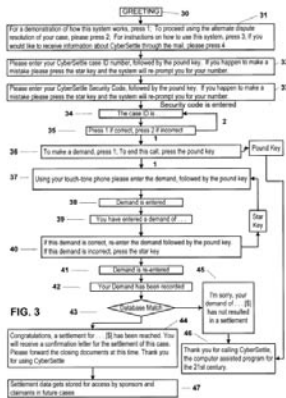 GREETING
30
31
For a demonstration of how this system works, press 1; To proceed using the alternate dispute
resolution of your case, please press 2; For instructions on how to use this system, press 3, If you
would like to receive information about CyberSettle through the mail, please press 4
32
Please enter your CyberSettle case ID number, followed by the pound key. If you happen to make a
mistake please press the star key and the system will re-prompt you for your number.
Please enter your CyberSettle Security Code, followed by the pound key. If you happen to make a
mistake please press the star key and the system will re-prompt you for your number.
Security code is entered
34
The case ID is
2
35
Press 1 if correct, press 2 if incorrect
1
36
To make a demand, press 1, To end this call, press the pound key
Pound Key
37
1
Using your touch-tone phone please enter the demand, followed by the pound key.
38
Demand is entered
39
You have entered a demand of . . .
Star
Key
If this demand is correct, re-enter the demand followed by the pound key.
If this demand is incorrect, press the star key
40
41
Demand is re-entered
45
42
Your Demand has been recorded
I'm sorry, your
demand of . . . [$]
has not resulted
in a settlement
FIG. 3
43
Database Match
44
46
Congratulations, a settlement for . . . [$] has been reached. You
will receive a confirmation letter for the settlement of this case.
Please forward the closing documents at this time. Thank you
for using CyberSettle
Thank you for calling CyberSettle,
the computer assisted program for the
21st century.
Settlement data gets stored for access by sponsors and
claimants in future cases
47